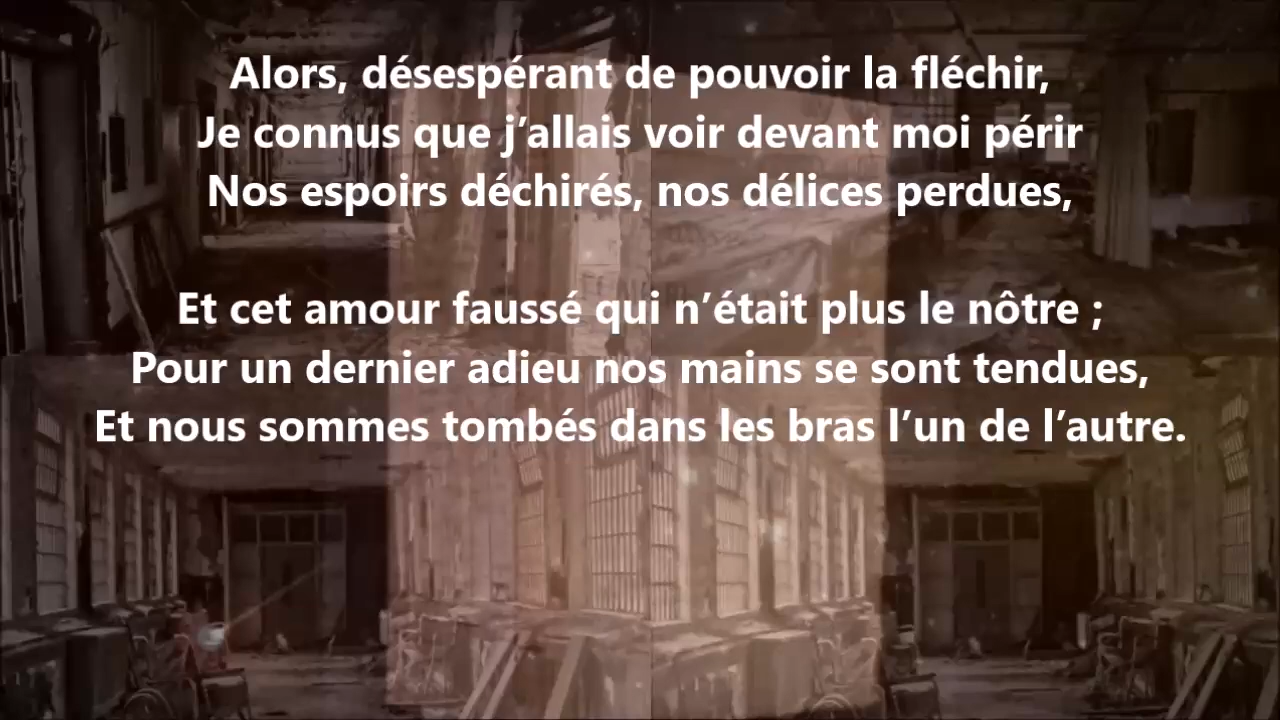 Alors, désespérant de pouvoir la fléchir,
Je connus que j’allais voir devant moi périr
Nos espoirs déchirés, nos délices perdues,
Et cet amour faussé qui n’était plus le nôtre ;
Pour un dernier adieu nos mains se sont tendues,
Et nous sommes tombés dans les bras l’un de l’autre.